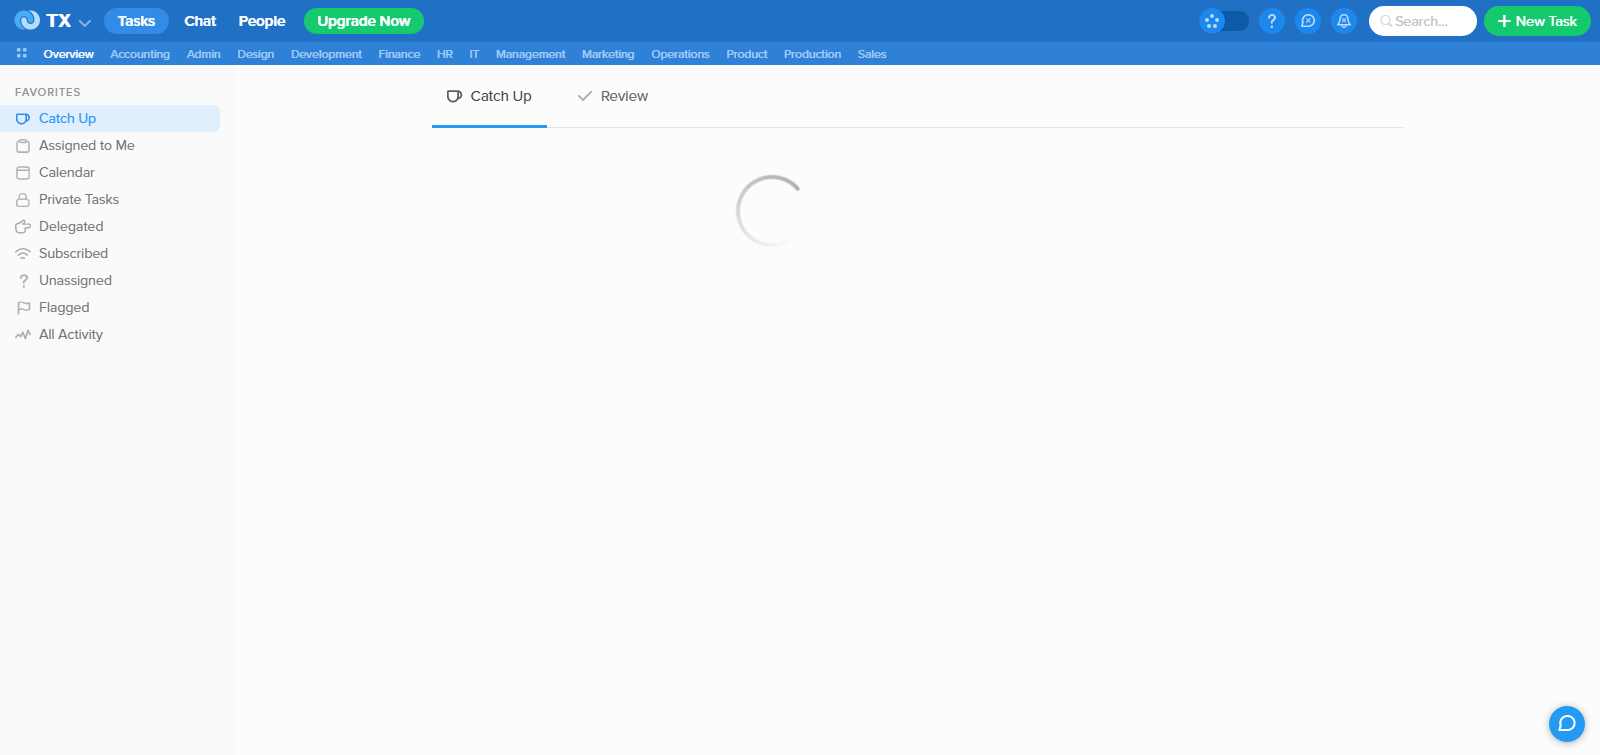 TX Tasks Chat People Upgrade Now Search... New Task
Overview Accounting Admin Design Development Finance HR IT Management Marketing Operations Product Production Sales
FAVORITES
Catch Up
Assigned to Me
Calendar
Private Tasks
Delegated
Subscribed
Unassigned
Flagged
All Activity
Catch Up Review